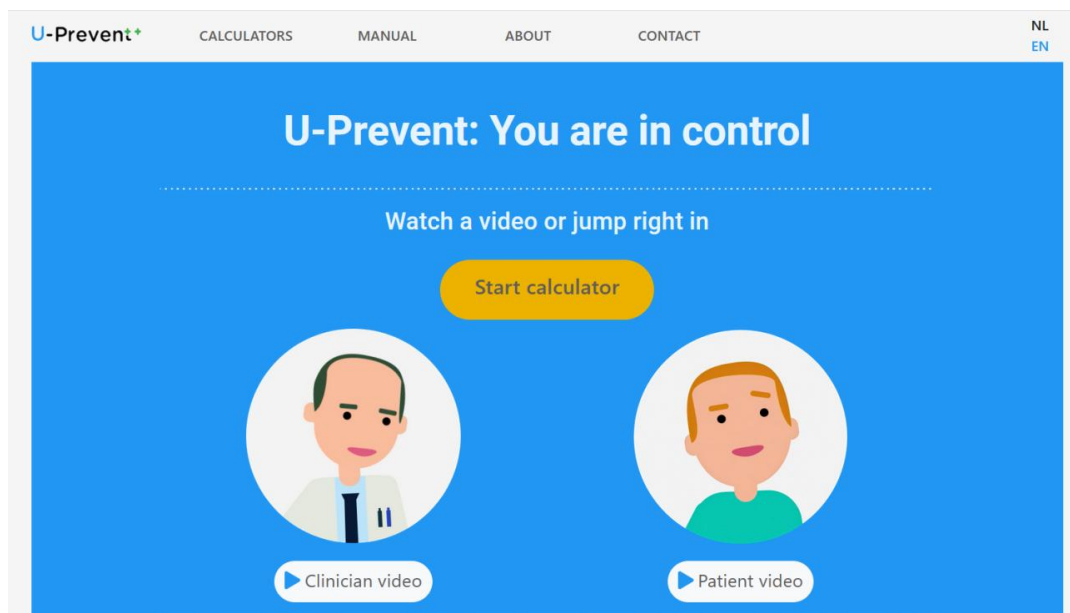 U-Prevent
CALCULATORS
MANUAL
ABOUT
CONTACT
NL
EN
U-Prevent: You are in control
Watch a video or jump right in
Start calculator
Clinician video
Patient video